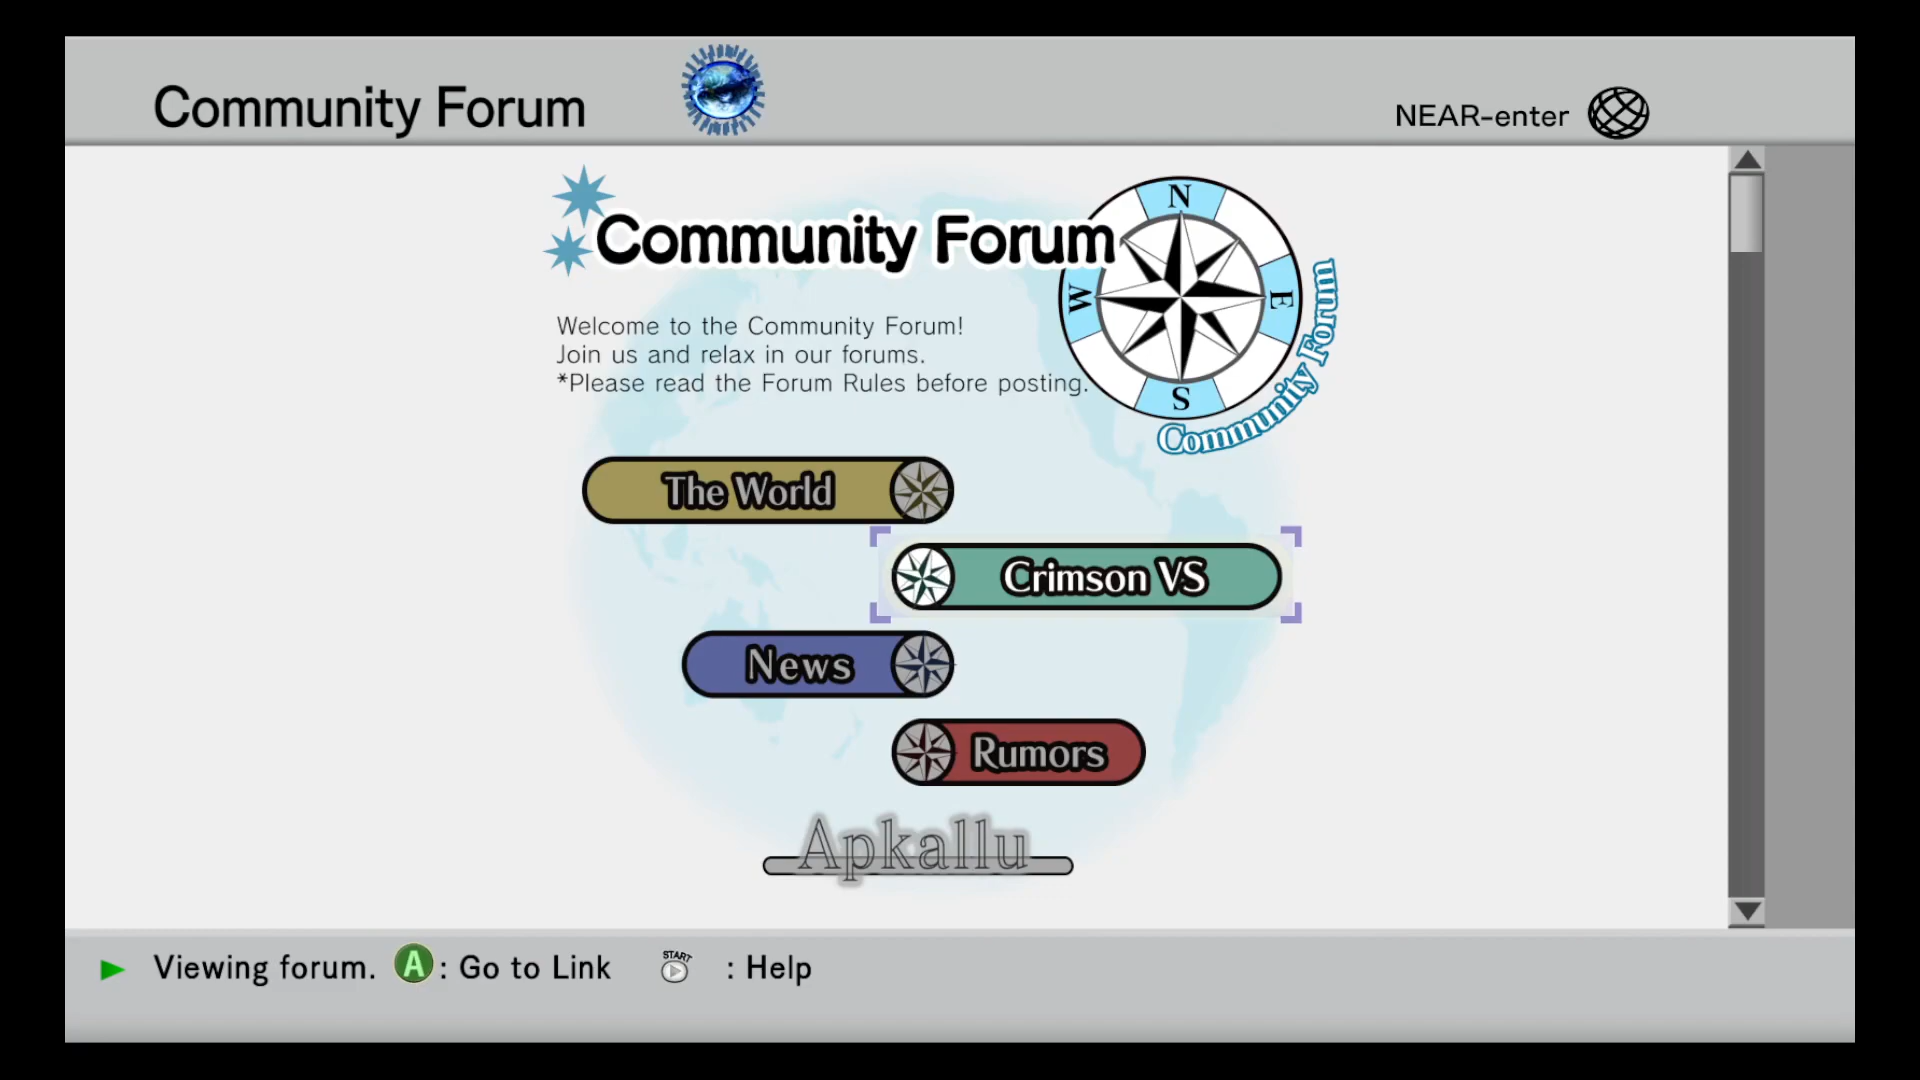 Community Forum
NEAR-enter
Community Forum
N
E
S
W
Community Forum
Welcome to the Community Forum!
Join us and relax in our forums.
*Please read the Forum Rules before posting.
The World
Crimson VS
News
Rumors
Apkallu
Viewing forum. A : Go to Link START : Help